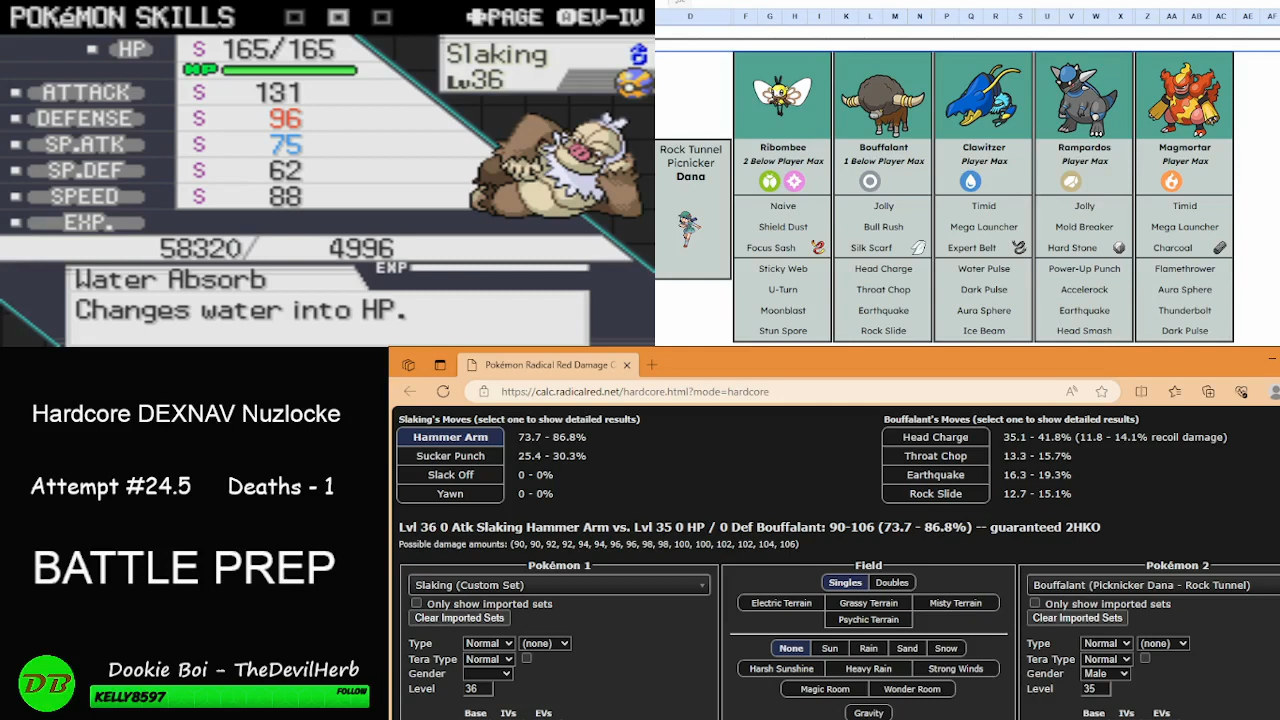 POKéMON SKILLS
PAGE
A EV-IV
HP S 165/165
HP
ATTACK S 131
DEFENSE S 96
SP.ATK S 75
SP.DEF S 62
SPEED S 88
EXP.
58320/ 4996
EXP
Slaking
Lv36
Water Absorb
Changes water into HP.
D F G H I K L M N P Q R S U V W X Z AA AB AC AE AF
Rock Tunnel
Picnicker
Dana
Ribombee Bouffalant Clawitzer Rampardos Magmortar
2 Below Player Max 1 Below Player Max Player Max Player Max Player Max
Naive Jolly Timid Jolly Timid
Shield Dust Bull Rush Mega Launcher Mold Breaker Mega Launcher
Focus Sash Silk Scarf Expert Belt Hard Stone Charcoal
Sticky Web Head Charge Water Pulse Power-Up Punch Flamethrower
U-Turn Throat Chop Dark Pulse Accelerock Aura Sphere
Moonblast Earthquake Aura Sphere Earthquake Thunderbolt
Stun Spore Rock Slide Ice Beam Head Smash Dark Pulse
Hardcore DEXNAV Nuzlocke
Attempt #24.5 Deaths - 1
BATTLE PREP
DB
Dookie Boi - TheDevilHerb
KELLY8597
FOLLOW
Pokémon Radical Red Damage C
https://calc.radicalred.net/hardcore.html?mode=hardcore
Slaking's Moves (select one to show detailed results)
Hammer Arm 73.7 - 86.8%
Sucker Punch 25.4 - 30.3%
Slack Off 0 - 0%
Yawn 0 - 0%
Bouffalant's Moves (select one to show detailed results)
Head Charge 35.1 - 41.8% (11.8 - 14.1% recoil damage)
Throat Chop 13.3 - 15.7%
Earthquake 16.3 - 19.3%
Rock Slide 12.7 - 15.1%
Lvl 36 0 Atk Slaking Hammer Arm vs. Lvl 35 0 HP / 0 Def Bouffalant: 90-106 (73.7 - 86.8%) -- guaranteed 2HKO
Possible damage amounts: (90, 90, 92, 92, 94, 94, 96, 96, 98, 98, 100, 100, 102, 102, 104, 106)
Pokémon 1
Slaking (Custom Set)
Only show imported sets
Clear Imported Sets
Type Normal (none)
Tera Type Normal
Gender
Level 36
Base IVs EVs
Field
Singles Doubles
Electric Terrain Grassy Terrain Misty Terrain
Psychic Terrain
None Sun Rain Sand Snow
Harsh Sunshine Heavy Rain Strong Winds
Magic Room Wonder Room
Gravity
Pokémon 2
Bouffalant (Picknicker Dana - Rock Tunnel)
Only show imported sets
Clear Imported Sets
Type Normal (none)
Tera Type Normal
Gender Male
Level 35
Base IVs EVs